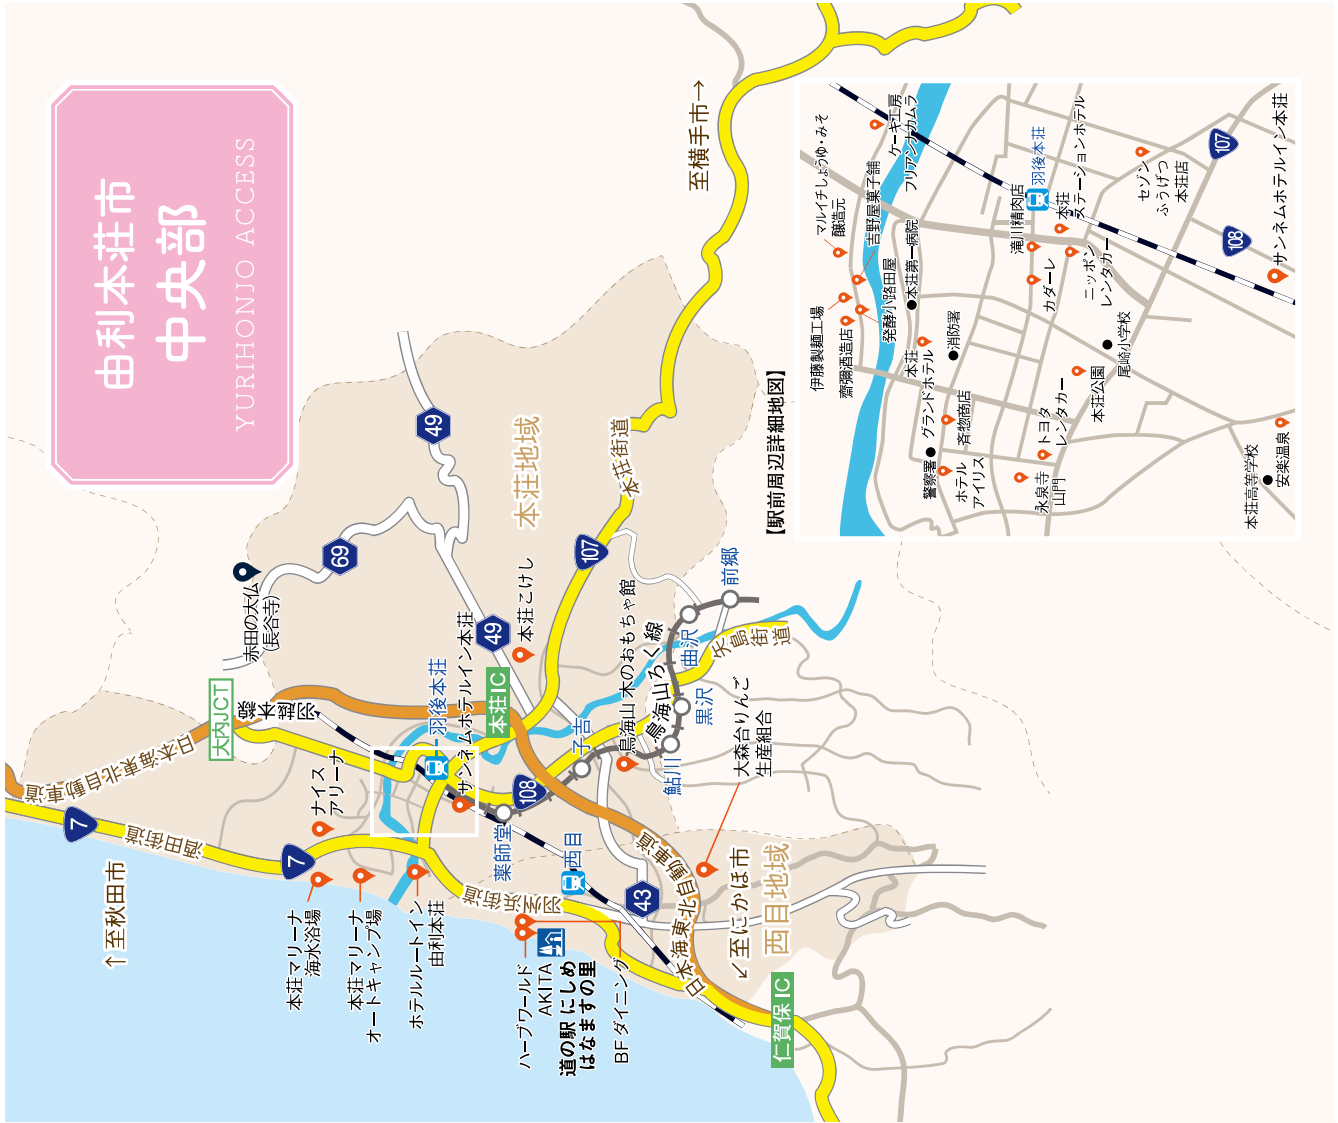 由利本荘市
中央部
YURIHONJO ACCESS
↑至秋田市
至横手市→
↙至にかほ市
本荘地域
西目地域
7
7
49
49
69
107
108
43
酒田街道
由利海浜街道
本荘街道
矢島街道
日本海東北自動車道
日本海東北自動車道
羽越本線
鳥海山ろく線
大内JCT
本荘IC
仁賀保 IC
赤田の大仏
(長谷寺)
ナイス
アリーナ
羽後本荘
サンネムホテルイン本荘
本荘こけし
薬師堂
子吉
鮎川
黒沢
曲沢
前郷
西目
鳥海山 木のおもちゃ館
大森台りんご
生産組合
本荘マリーナ
海水浴場
本荘マリーナ
オートキャンプ場
ホテルルートイン
由利本荘
ハーブワールド
AKITA
道の駅 にしめ
はなまずの里
BFダイニング
【駅前周辺詳細地図】
マルイチしょうゆ・みそ
醸造元
ケーキ工房
フリアンナカムラ
吉野屋菓子舗
発酵小路田屋
伊藤製麺工場
齋彌酒造店
本荘第一病院
本荘
グランドホテル
消防署
斉惣商店
警察署
ホテル
アイリス
永泉寺
山門
トヨタ
レンタカー
本荘公園
尾崎小学校
滝川精肉店
カダーレ
羽後本荘
本荘
ステーションホテル
ニッポン
レンタカー
セゾン
ふうげつ
本荘店
107
108
サンネムホテルイン本荘
本荘高等学校
安楽温泉